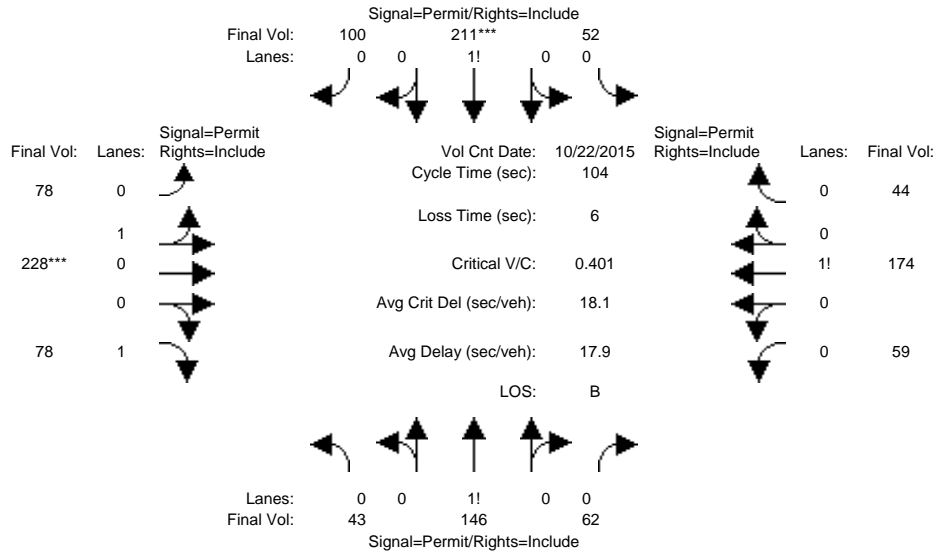 Signal=Permit/Rights=Include
Final Vol: 100 211*** 52
Lanes: 0 0 1! 0 0
Signal=Permit Signal=Permit
Final Vol: Lanes: Rights=Include Vol Cnt Date: 10/22/2015 Rights=Include Lanes: Final Vol:
Cycle Time (sec): 104
78 0 0 44
Loss Time (sec): 6
1 0
228*** 0 Critical V/C: 0.401 1! 174
0 Avg Crit Del (sec/veh): 18.1 0
78 1 Avg Delay (sec/veh): 17.9 0 59
LOS: B
Lanes: 0 0 1! 0 0
Final Vol: 43 146 62
Signal=Permit/Rights=Include